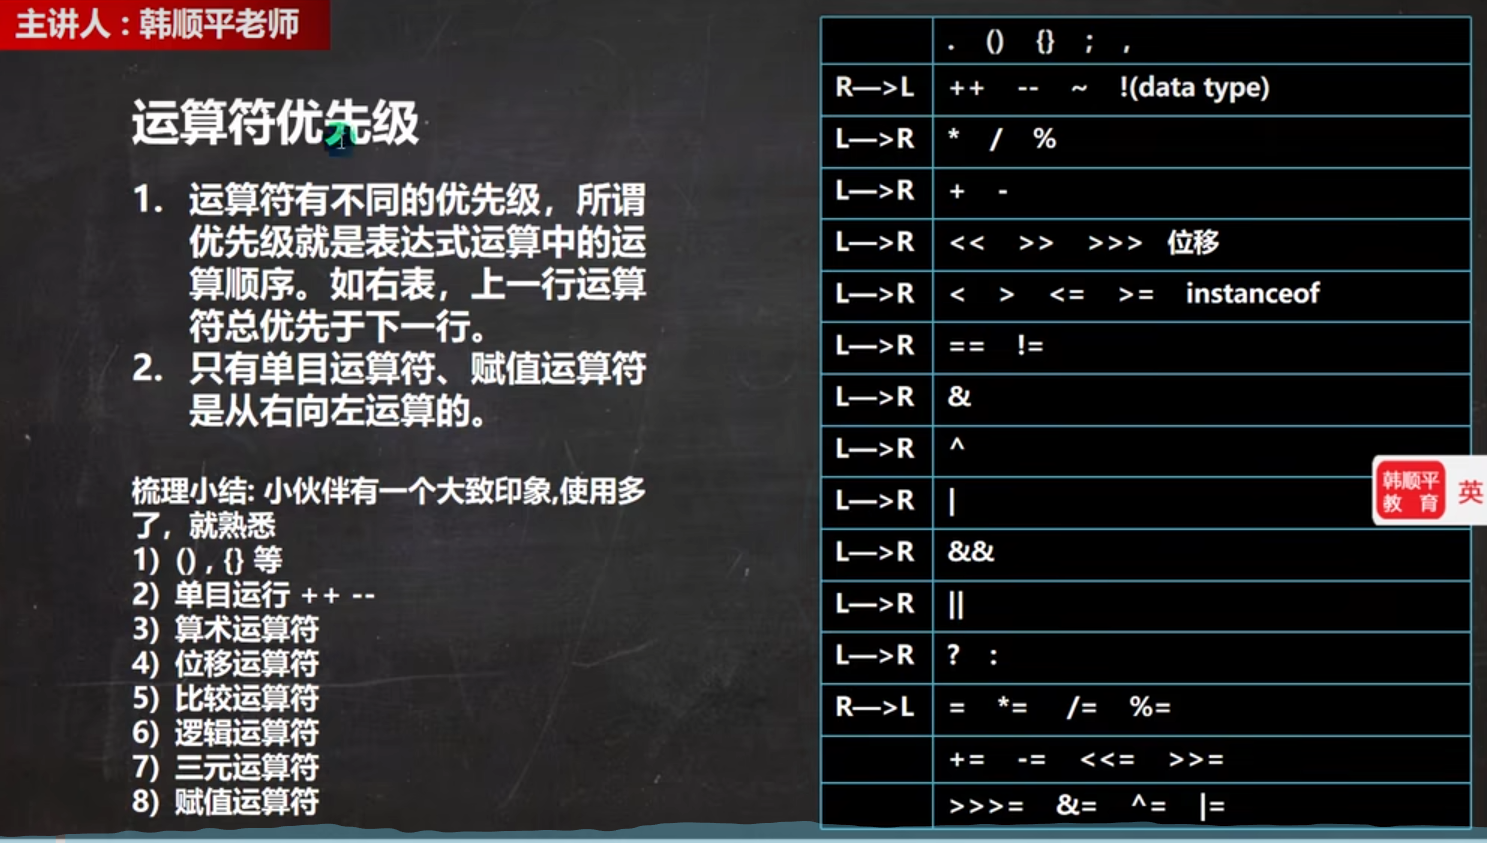 主讲人：韩顺平老师
运算符优先级
1. 运算符有不同的优先级，所谓
优先级就是表达式运算中的运
算顺序。如右表，上一行运算
符总优先于下一行。
2. 只有单目运算符、赋值运算符
是从右向左运算的。
梳理小结: 小伙伴有一个大致印象,使用多
了，就熟悉
1) () , {} 等
2) 单目运行 ++ --
3) 算术运算符
4) 位移运算符
5) 比较运算符
6) 逻辑运算符
7) 三元运算符
8) 赋值运算符
. () {} ; ,
R—>L ++ -- ~ !(data type)
L—>R * / %
L—>R + -
L—>R << >> >>> 位移
L—>R < > <= >= instanceof
L—>R == !=
L—>R &
L—>R ^
L—>R |
L—>R &&
L—>R ||
L—>R ? :
R—>L = *= /= %=
+= -= <<= >>=
>>>= &= ^= |=
韩顺平
教育
英